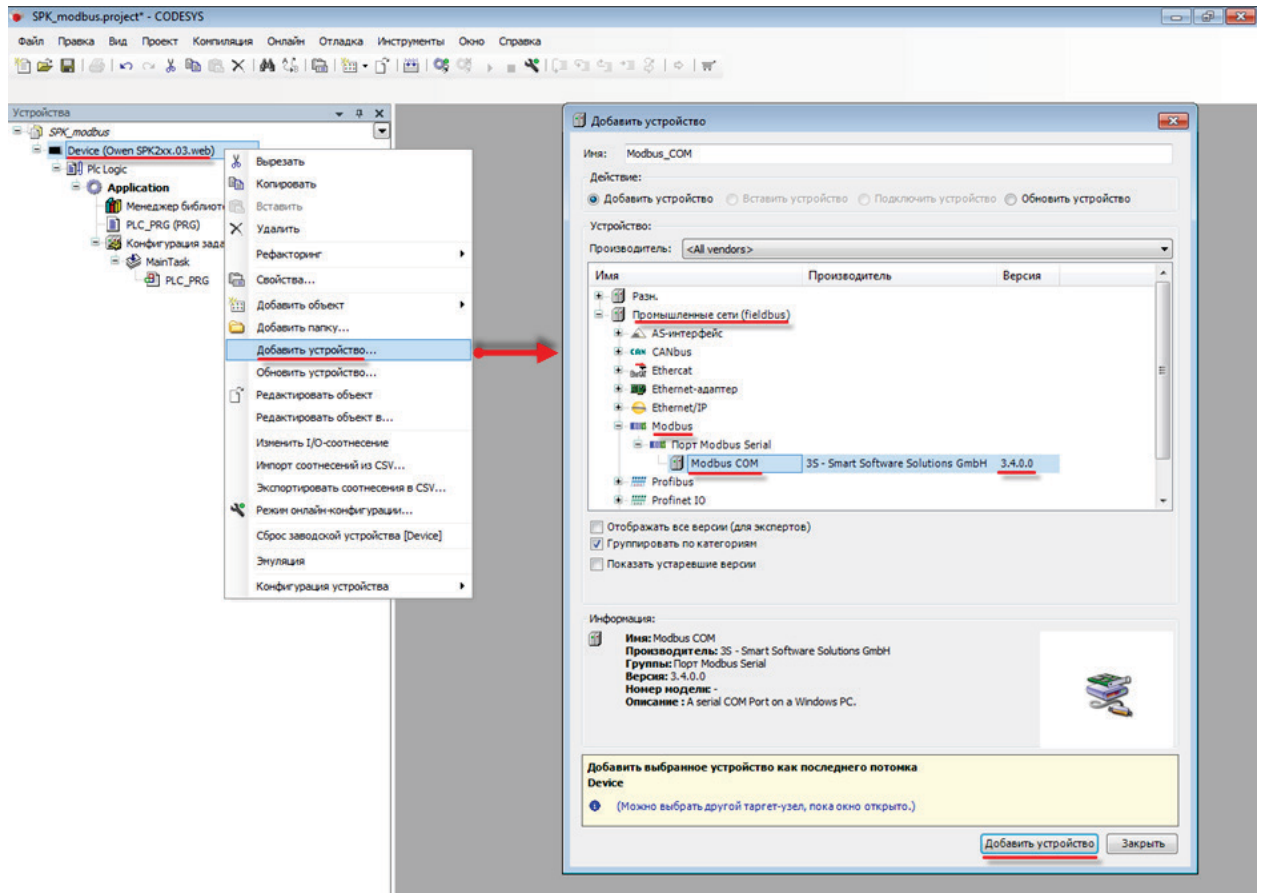 SPK_modbus.project* - CODESYS
Файл Правка Вид Проект Компиляция Онлайн Отладка Инструменты Окно Справка
Устройства
SPK_modbus
Device (Owen SPK2xx.03.web)
Plc Logic
Application
Менеджер библиот
PLC_PRG (PRG)
Конфигурация зада
MainTask
PLC_PRG
Вырезать
Копировать
Вставить
Удалить
Рефакторинг
Свойства...
Добавить объект
Добавить папку...
Добавить устройство...
Обновить устройство...
Редактировать объект
Редактировать объект в...
Изменить I/O-соотнесение
Импорт соотнесений из CSV...
Экспортировать соотнесения в CSV...
Режим онлайн-конфигурации...
Сброс заводской устройства [Device]
Эмуляция
Конфигурация устройства
Добавить устройство
Имя: Modbus_COM
Действие:
Добавить устройство Вставить устройство Подключить устройство Обновить устройство
Устройство:
Производитель: <All vendors>
Имя Производитель Версия
Разн.
Промышленные сети (fieldbus)
AS-интерфейс
CAN CANbus
Ethercat
Ethernet-адаптер
Ethernet/IP
Modbus
Порт Modbus Serial
Modbus COM 3S - Smart Software Solutions GmbH 3.4.0.0
Profibus
Profinet IO
Отображать все версии (для экспертов)
Группировать по категориям
Показать устаревшие версии
Информация:
Имя: Modbus COM
Производитель: 3S - Smart Software Solutions GmbH
Группы: Порт Modbus Serial
Версия: 3.4.0.0
Номер модели: -
Описание : A serial COM Port on a Windows PC.
Добавить выбранное устройство как последнего потомка
Device
(Можно выбрать другой таргет-узел, пока окно открыто.)
Добавить устройство Закрыть